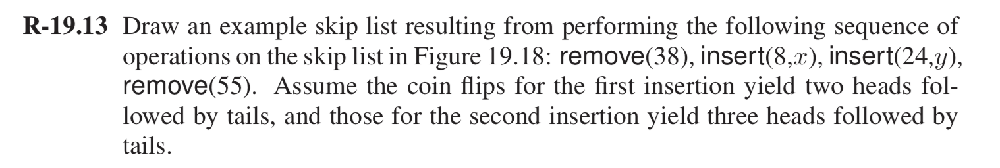 R-19.13 Draw an example skip list resulting from performing the following sequence of
operations on the skip list in Figure 19.18: remove(38), insert(8,x), insert(24,y),
remove(55). Assume the coin flips for the first insertion yield two heads fol-
lowed by tails, and those for the second insertion yield three heads followed by
tails.